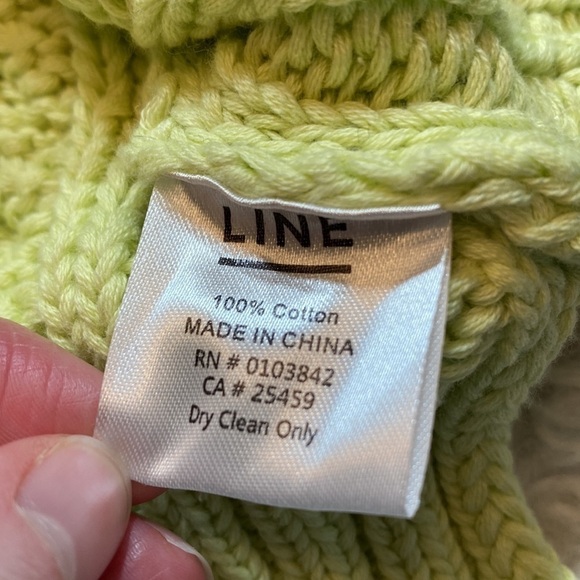 LINE
100% Cotton
MADE IN CHINA
RN # 0103842
CA # 25459
Dry Clean Only